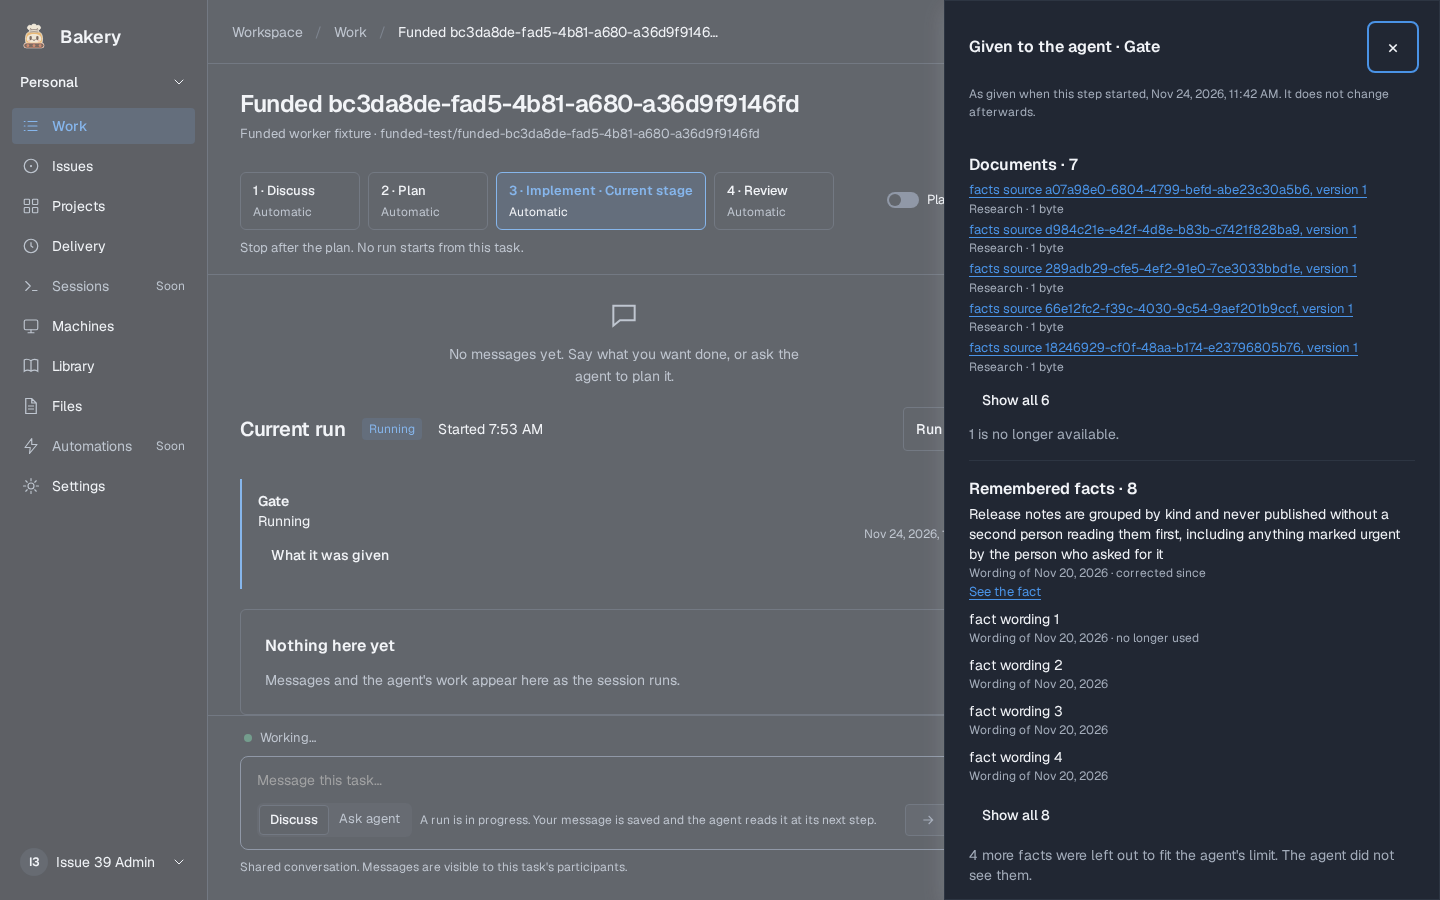 Bakery
Personal
Work
Issues
Projects
Delivery
Sessions Soon
Machines
Library
Files
Automations Soon
Settings
I3 Issue 39 Admin
Workspace / Work / Funded bc3da8de-fad5-4b81-a680-a36d9f9146...
Funded bc3da8de-fad5-4b81-a680-a36d9f9146fd
Funded worker fixture · funded-test/funded-bc3da8de-fad5-4b81-a680-a36d9f9146fd
1 · Discuss
Automatic
2 · Plan
Automatic
3 · Implement · Current stage
Automatic
4 · Review
Automatic
Pla
Stop after the plan. No run starts from this task.
No messages yet. Say what you want done, or ask the
agent to plan it.
Current run Running Started 7:53 AM
Run
Gate
Running
Nov 24, 2026,
What it was given
Nothing here yet
Messages and the agent's work appear here as the session runs.
Working...
Message this task...
Discuss Ask agent A run is in progress. Your message is saved and the agent reads it at its next step.
Shared conversation. Messages are visible to this task's participants.
Given to the agent · Gate
As given when this step started, Nov 24, 2026, 11:42 AM. It does not change
afterwards.
Documents · 7
facts source a07a98e0-6804-4799-befd-abe23c30a5b6, version 1
Research · 1 byte
facts source d984c21e-e42f-4d8e-b83b-c7421f828ba9, version 1
Research · 1 byte
facts source 289adb29-cfe5-4ef2-91e0-7ce3033bbd1e, version 1
Research · 1 byte
facts source 66e12fc2-f39c-4030-9c54-9aef201b9ccf, version 1
Research · 1 byte
facts source 18246929-cf0f-48aa-b174-e23796805b76, version 1
Research · 1 byte
Show all 6
1 is no longer available.
Remembered facts · 8
Release notes are grouped by kind and never published without a
second person reading them first, including anything marked urgent
by the person who asked for it
Wording of Nov 20, 2026 · corrected since
See the fact
fact wording 1
Wording of Nov 20, 2026 · no longer used
fact wording 2
Wording of Nov 20, 2026
fact wording 3
Wording of Nov 20, 2026
fact wording 4
Wording of Nov 20, 2026
Show all 8
4 more facts were left out to fit the agent's limit. The agent did not
see them.